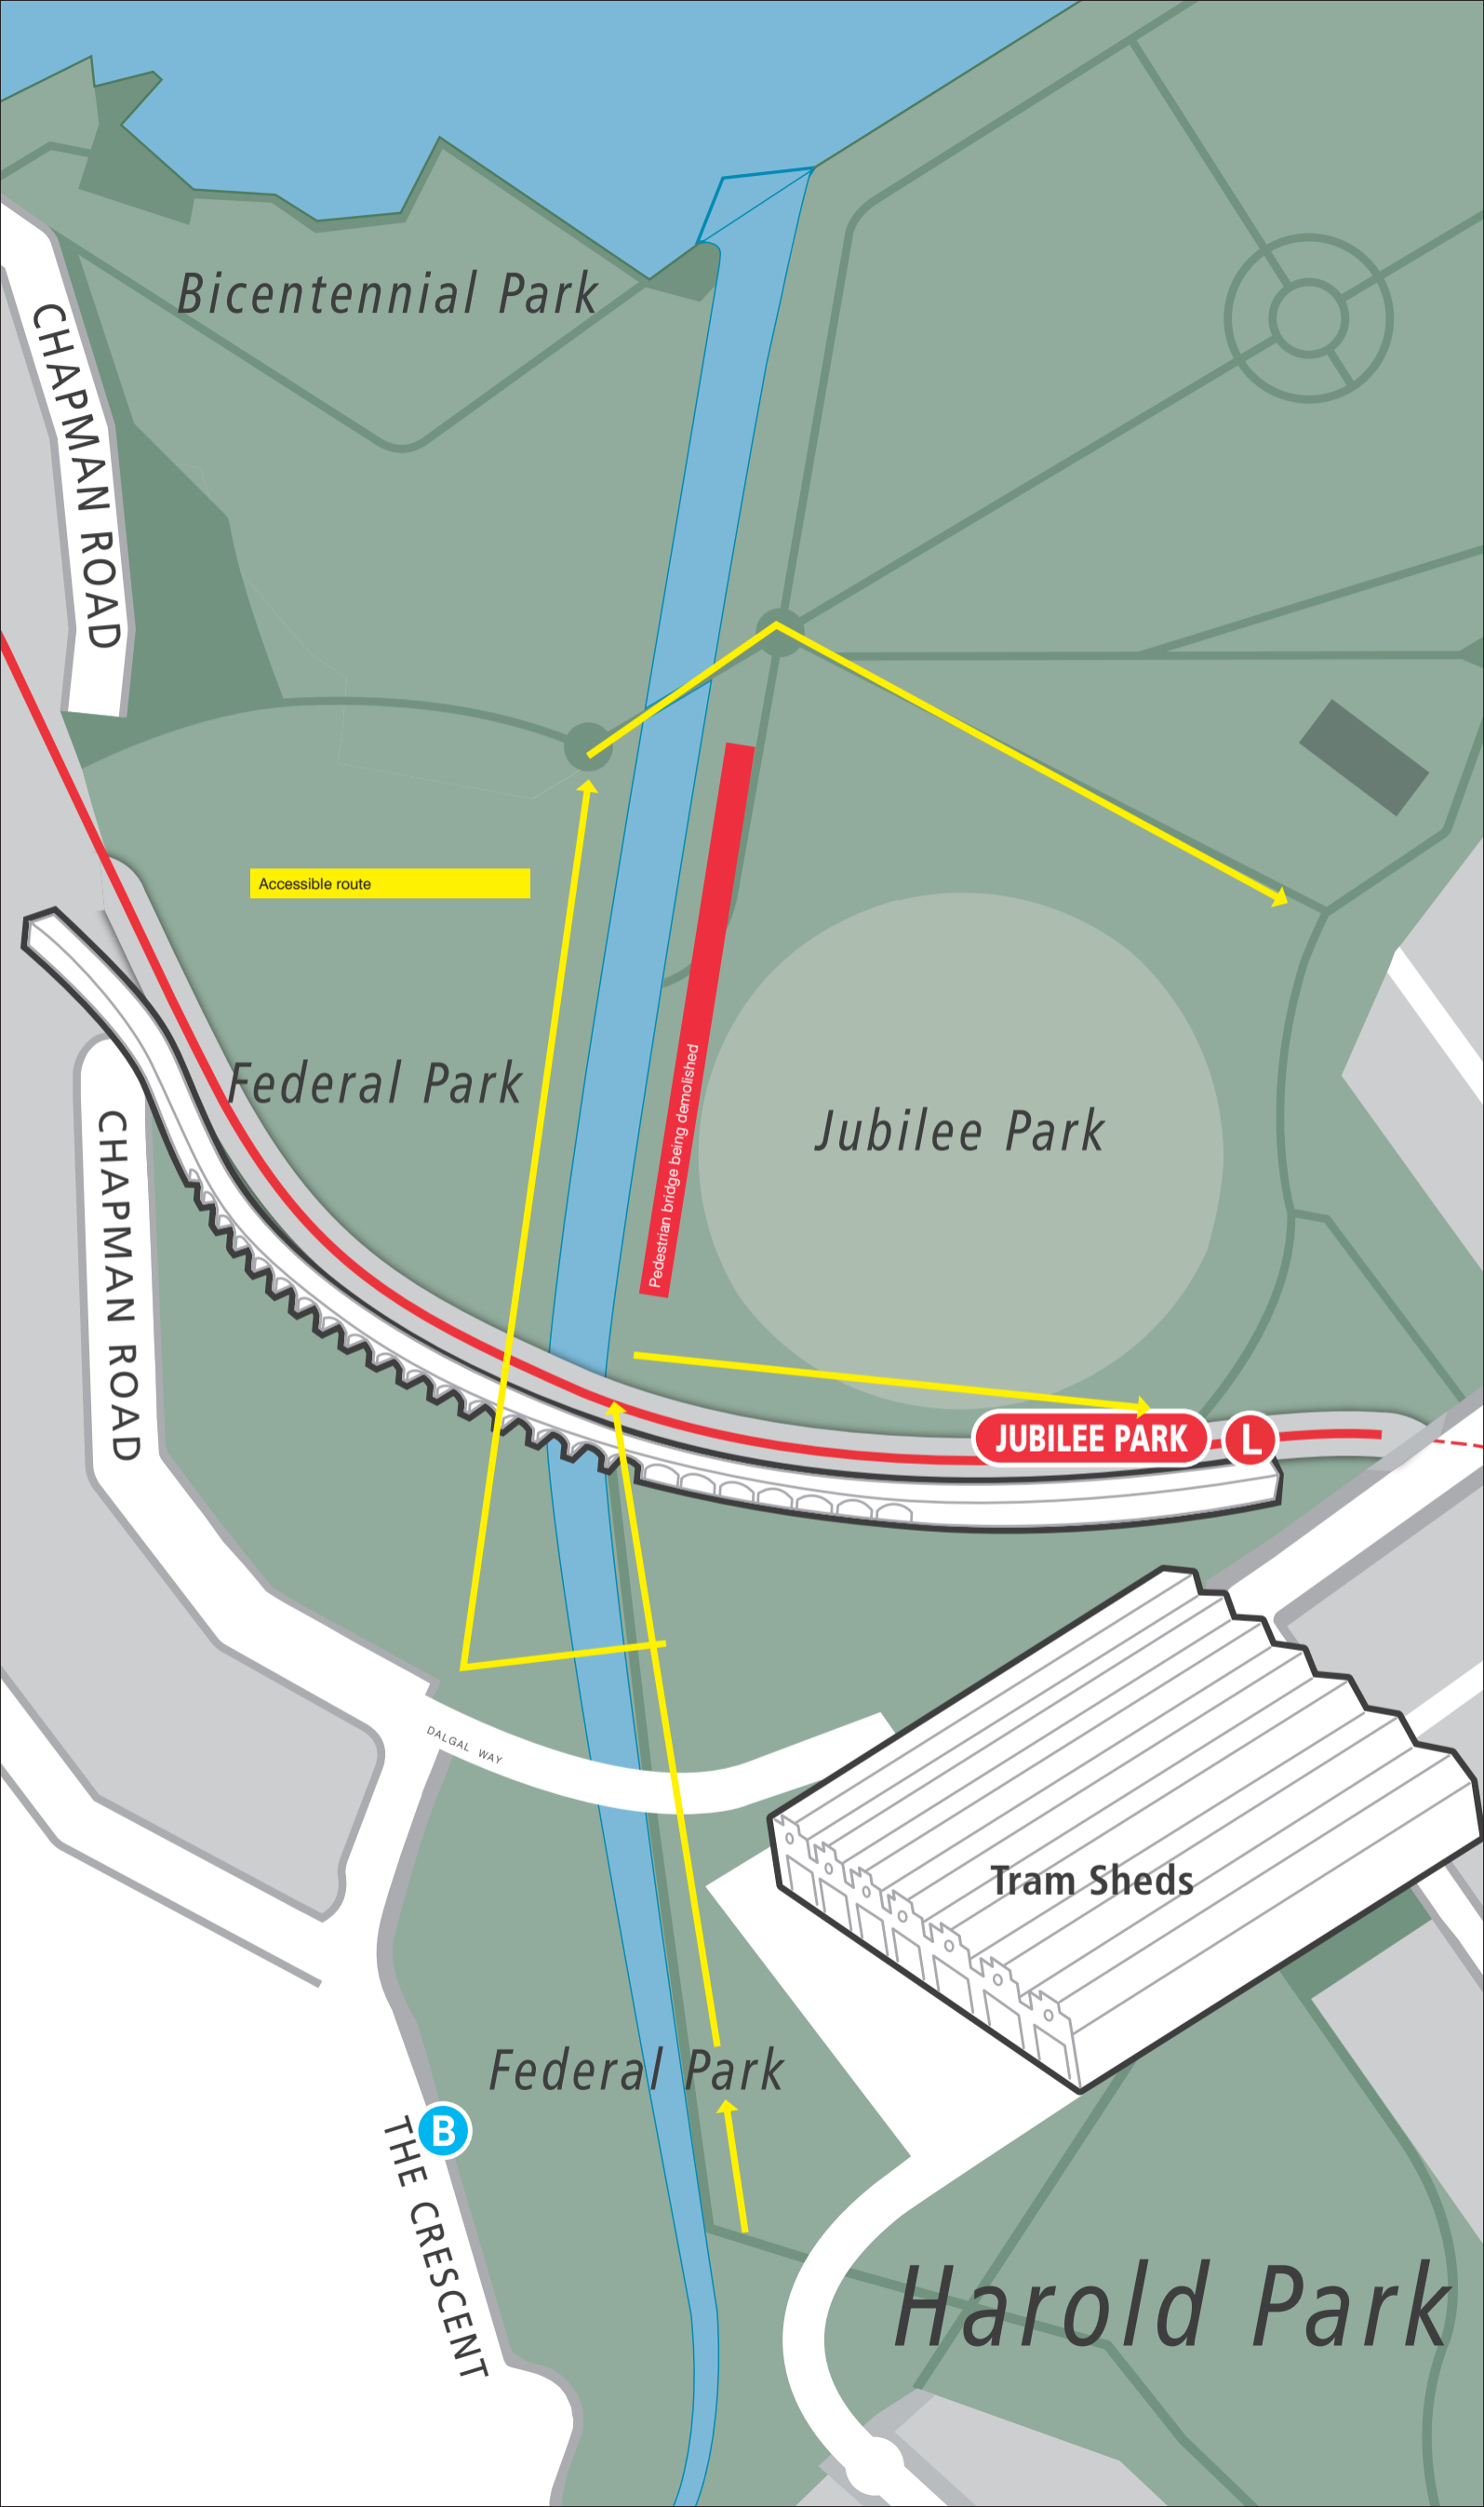 Bicentennial Park
CHAPMAN ROAD
Accessible route
Federal Park
Pedestrian bridge being demolished
Jubilee Park
CHAPMAN ROAD
JUBILEE PARK
L
DALGAL WAY
Tram Sheds
Federal Park
B
THE CRESCENT
Harold Park